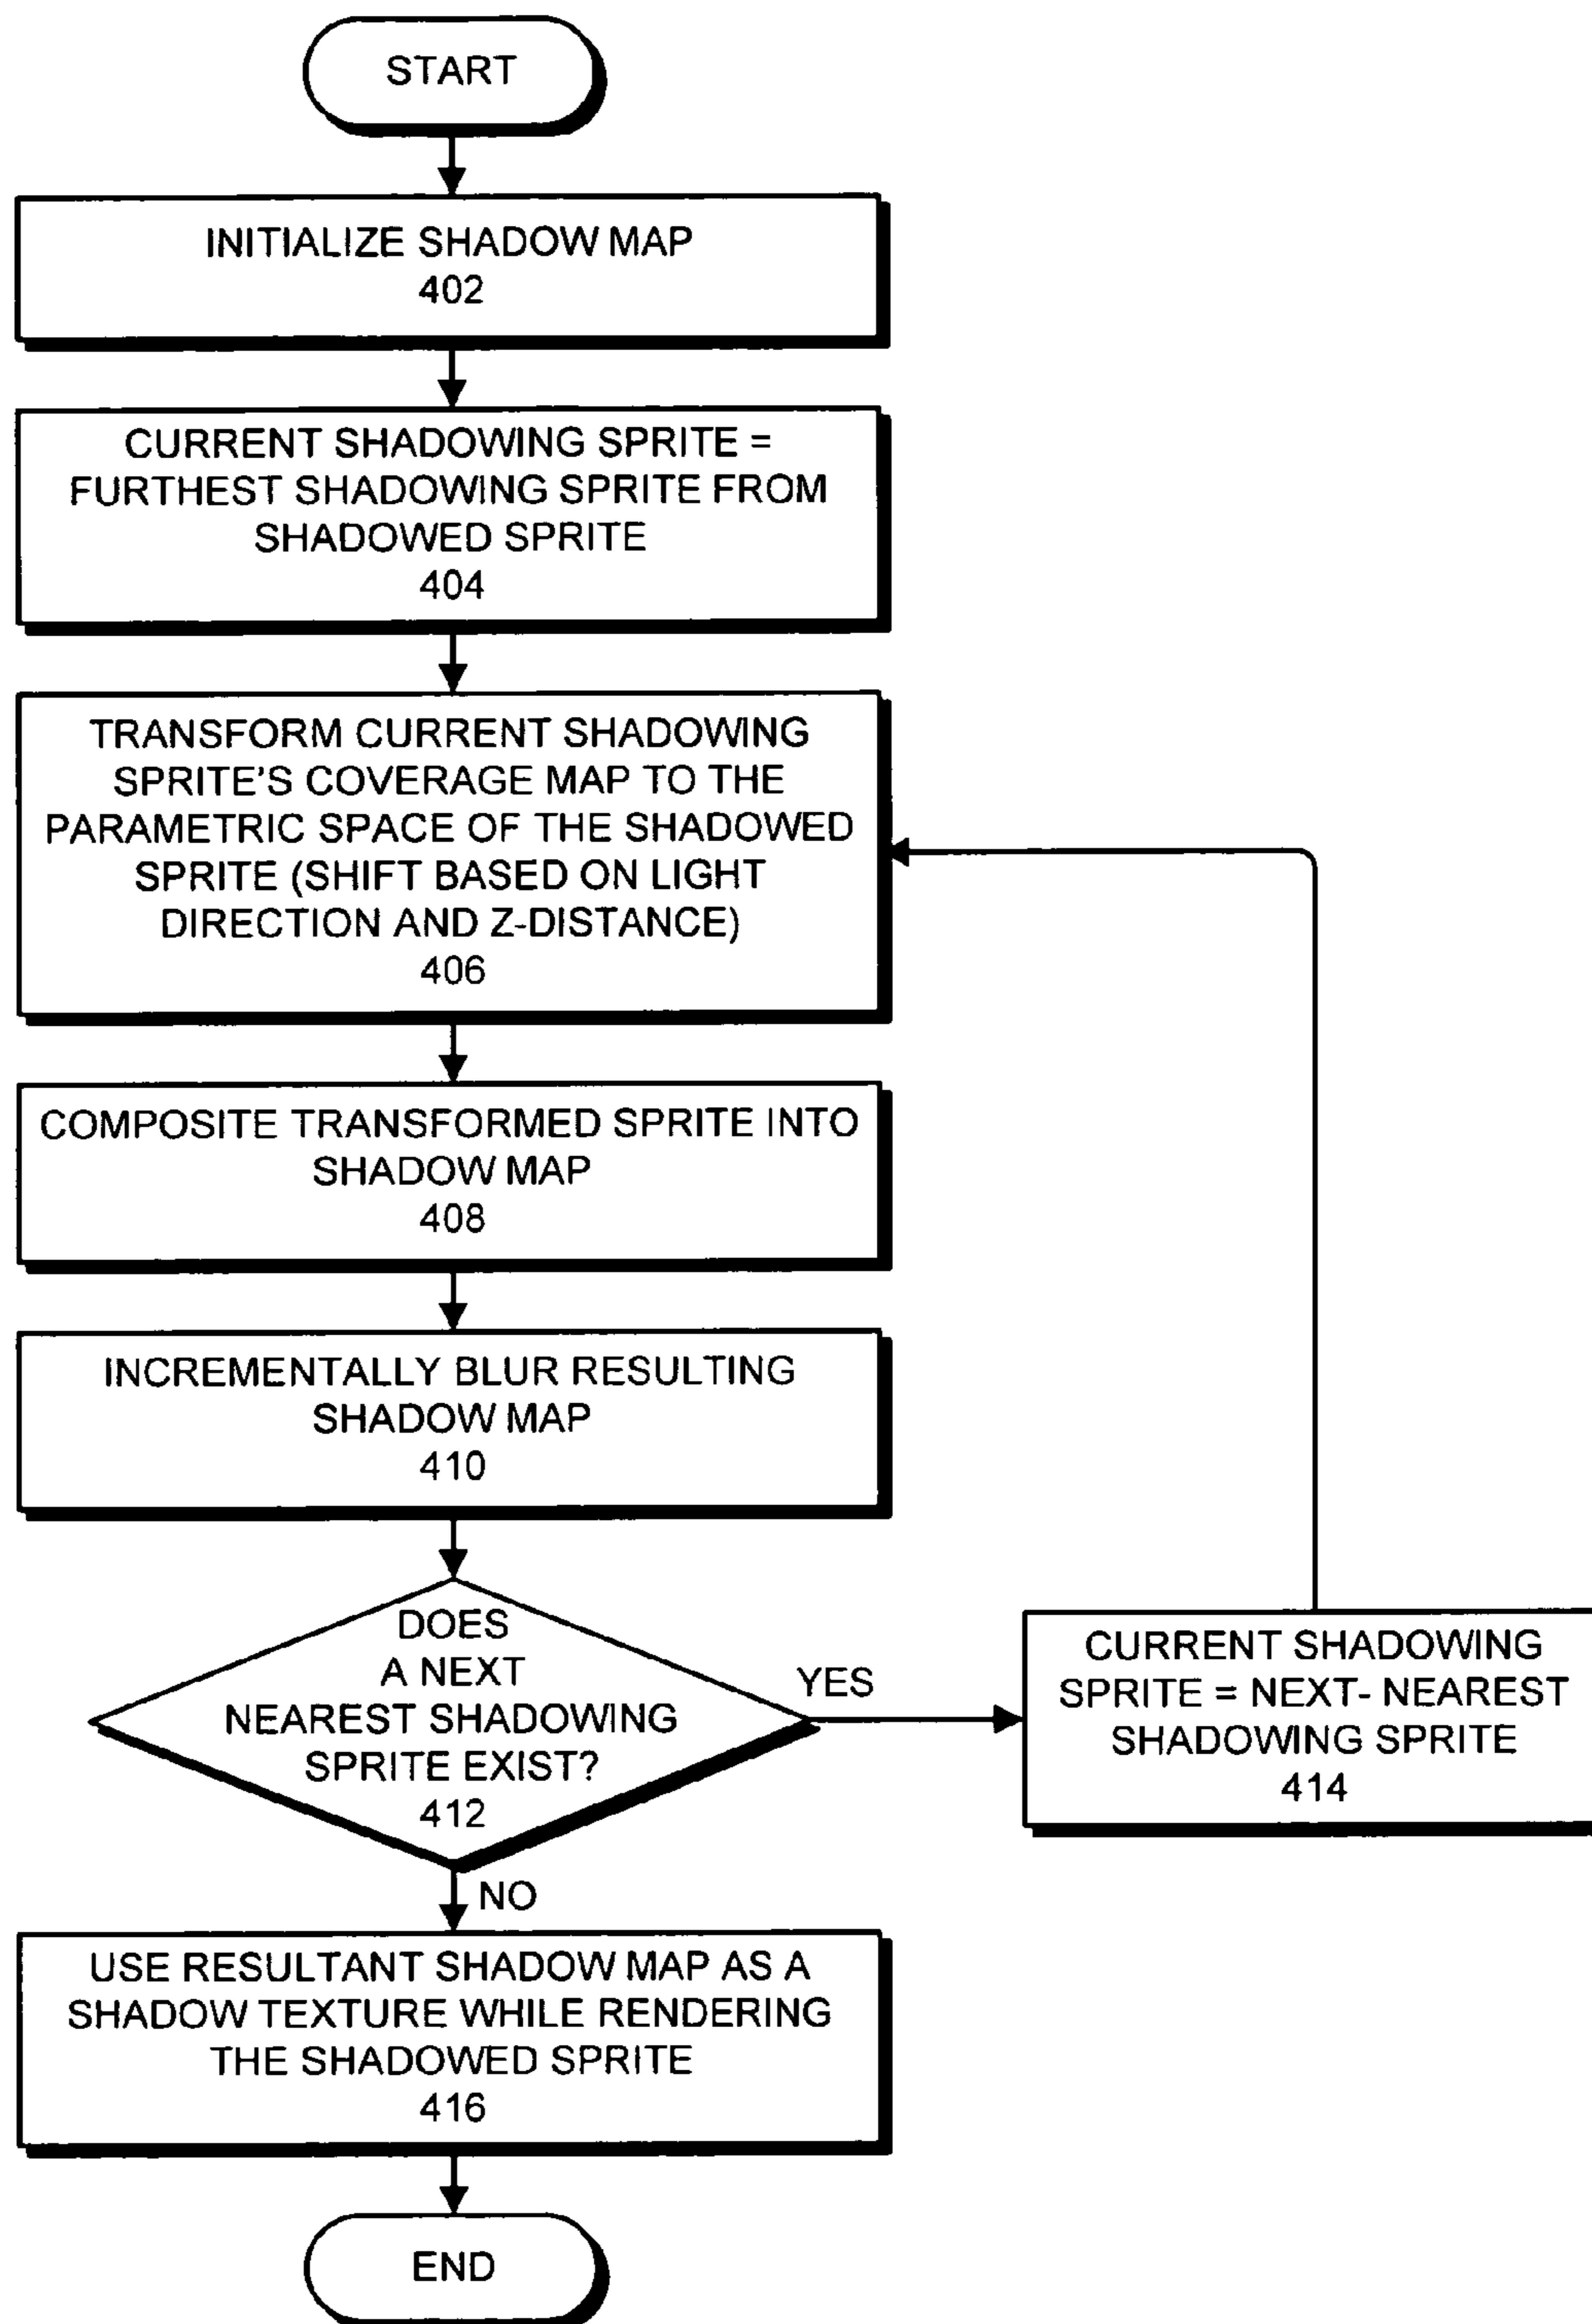 START
INITIALIZE SHADOW MAP
402
CURRENT SHADOWING SPRITE =
FURTHEST SHADOWING SPRITE FROM
SHADOWED SPRITE
404
TRANSFORM CURRENT SHADOWING
SPRITE'S COVERAGE MAP TO THE
PARAMETRIC SPACE OF THE SHADOWED
SPRITE (SHIFT BASED ON LIGHT
DIRECTION AND Z-DISTANCE)
406
COMPOSITE TRANSFORMED SPRITE INTO
SHADOW MAP
408
INCREMENTALLY BLUR RESULTING
SHADOW MAP
410
DOES
A NEXT
NEAREST SHADOWING
SPRITE EXIST?
412
YES
CURRENT SHADOWING
SPRITE = NEXT- NEAREST
SHADOWING SPRITE
414
NO
USE RESULTANT SHADOW MAP AS A
SHADOW TEXTURE WHILE RENDERING
THE SHADOWED SPRITE
416
END